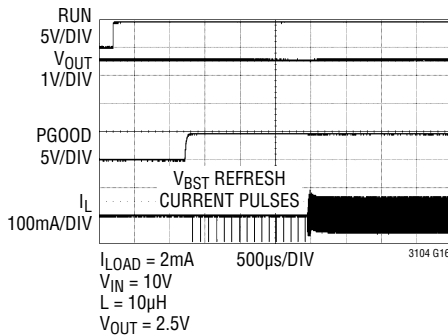 RUN
5V/DIV
VOUT
1V/DIV
PGOOD
5V/DIV
VBST REFRESH
CURRENT PULSES
IL
100mA/DIV
ILOAD = 2mA
500µs/DIV
3104 G16
VIN = 10V
L = 10µH
VOUT = 2.5V